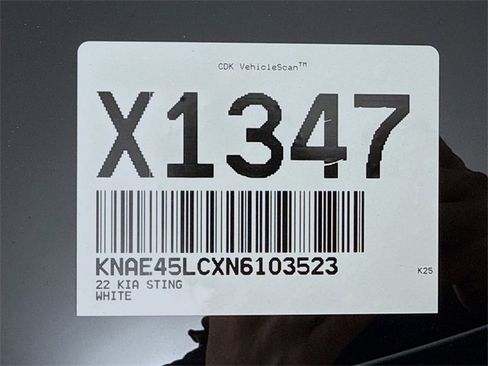 CDK VehicleScan™
X1347
KNAE45LCXN6103523
K25
22 KIA STING
WHITE